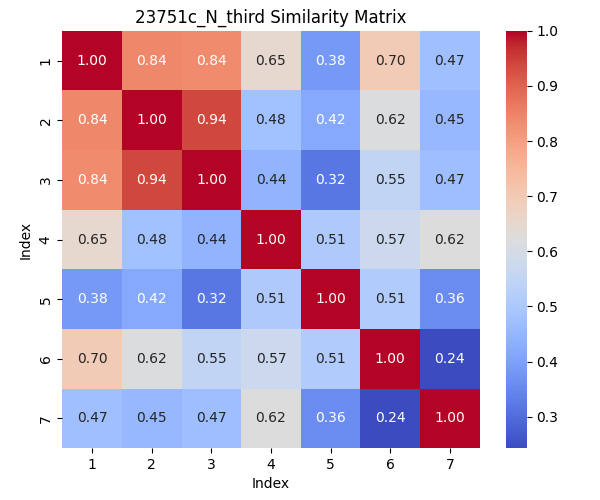 23751c_N_third Similarity Matrix
1 1.00 0.84 0.84 0.65 0.38 0.70 0.47
2 0.84 1.00 0.94 0.48 0.42 0.62 0.45
3 0.84 0.94 1.00 0.44 0.32 0.55 0.47
4 0.65 0.48 0.44 1.00 0.51 0.57 0.62
5 0.38 0.42 0.32 0.51 1.00 0.51 0.36
6 0.70 0.62 0.55 0.57 0.51 1.00 0.24
7 0.47 0.45 0.47 0.62 0.36 0.24 1.00
1 2 3 4 5 6 7
Index
Index
1.0
0.9
0.8
0.7
0.6
0.5
0.4
0.3